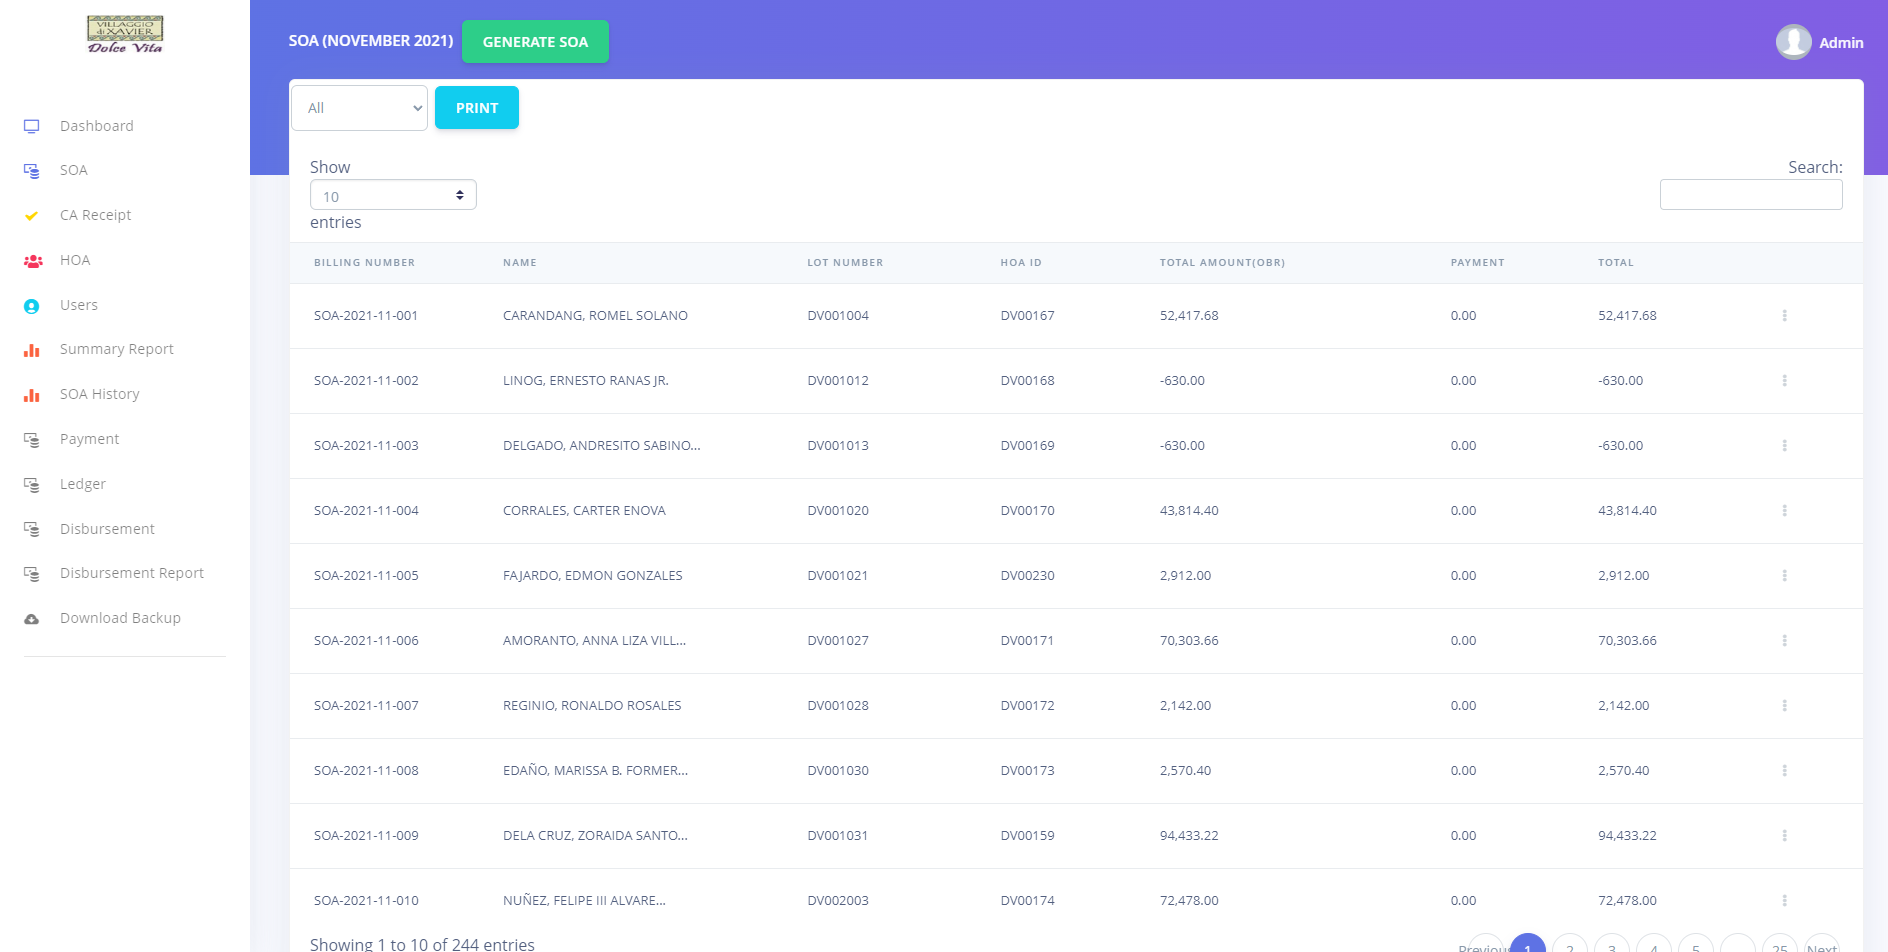 VILLAGGIO
di XAVIER
Dolce Vita
SOA (NOVEMBER 2021) GENERATE SOA
Admin
All PRINT
Dashboard
SOA
CA Receipt
HOA
Users
Summary Report
SOA History
Payment
Ledger
Disbursement
Disbursement Report
Download Backup
Show
10
entries
Search:
BILLING NUMBER NAME LOT NUMBER HOA ID TOTAL AMOUNT(OBR) PAYMENT TOTAL
SOA-2021-11-001 CARANDANG, ROMEL SOLANO DV001004 DV00167 52,417.68 0.00 52,417.68
SOA-2021-11-002 LINOG, ERNESTO RANAS JR. DV001012 DV00168 -630.00 0.00 -630.00
SOA-2021-11-003 DELGADO, ANDRESITO SABINO... DV001013 DV00169 -630.00 0.00 -630.00
SOA-2021-11-004 CORRALES, CARTER ENOVA DV001020 DV00170 43,814.40 0.00 43,814.40
SOA-2021-11-005 FAJARDO, EDMON GONZALES DV001021 DV00230 2,912.00 0.00 2,912.00
SOA-2021-11-006 AMORANTO, ANNA LIZA VILL... DV001027 DV00171 70,303.66 0.00 70,303.66
SOA-2021-11-007 REGINIO, RONALDO ROSALES DV001028 DV00172 2,142.00 0.00 2,142.00
SOA-2021-11-008 EDAÑO, MARISSA B. FORMER... DV001030 DV00173 2,570.40 0.00 2,570.40
SOA-2021-11-009 DELA CRUZ, ZORAIDA SANTO... DV001031 DV00159 94,433.22 0.00 94,433.22
SOA-2021-11-010 NUÑEZ, FELIPE III ALVARE... DV002003 DV00174 72,478.00 0.00 72,478.00
Showing 1 to 10 of 244 entries
Previous 1 2 3 4 5 25 Next